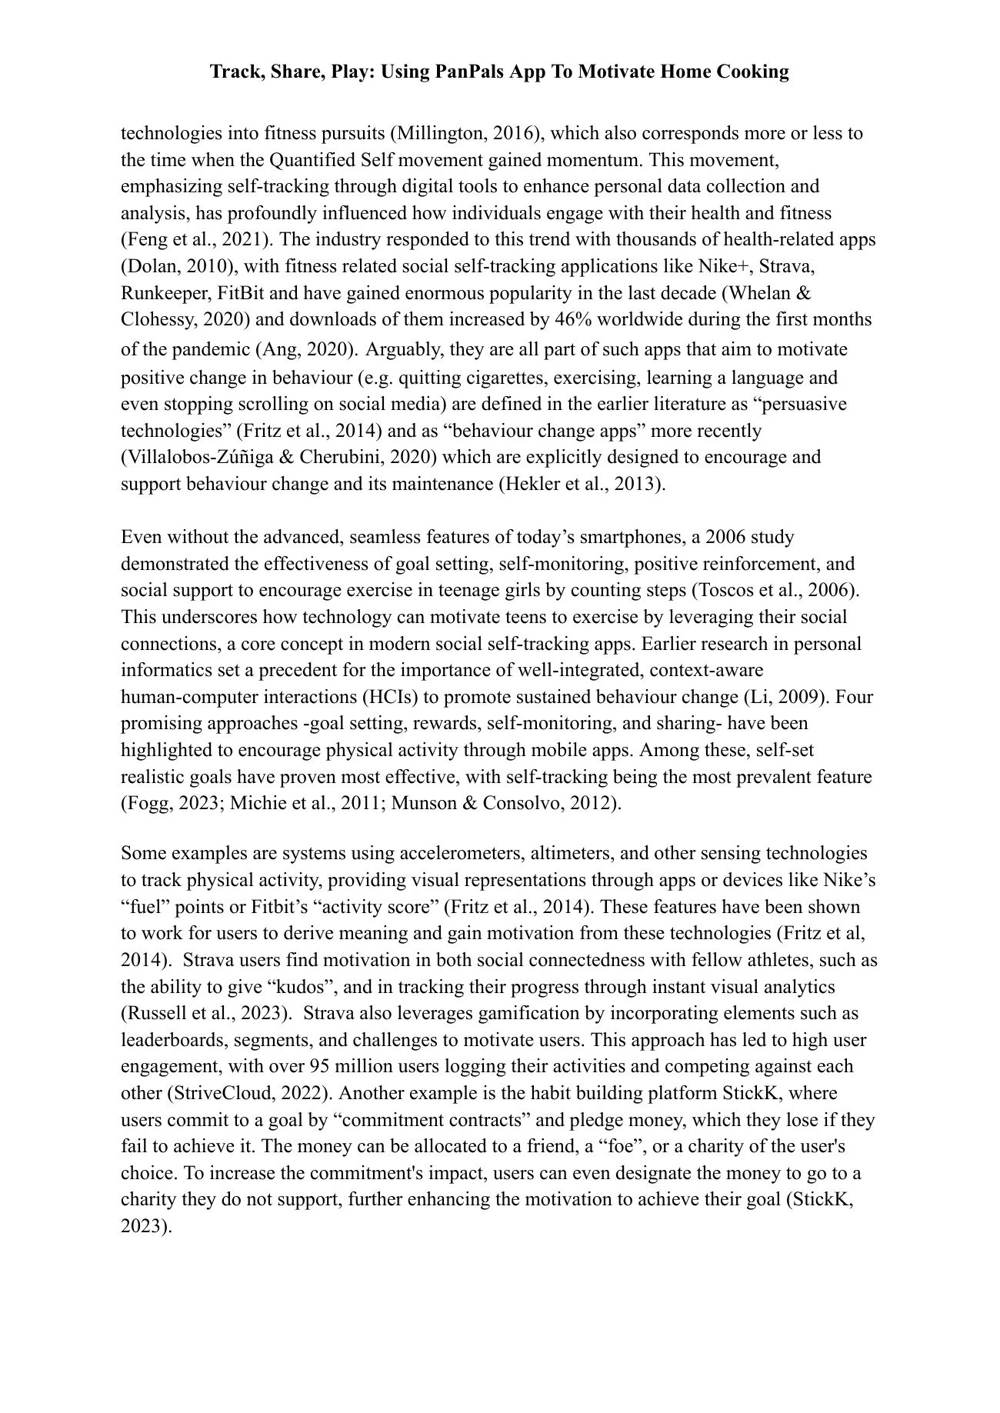 Track, Share, Play: Using PanPals App To Motivate Home Cooking
technologies into fitness pursuits (Millington, 2016), which also corresponds more or less to
the time when the Quantified Self movement gained momentum. This movement,
emphasizing self-tracking through digital tools to enhance personal data collection and
analysis, has profoundly influenced how individuals engage with their health and fitness
(Feng et al., 2021). The industry responded to this trend with thousands of health-related apps
(Dolan, 2010), with fitness related social self-tracking applications like Nike+, Strava,
Runkeeper, FitBit and have gained enormous popularity in the last decade (Whelan &
Clohessy, 2020) and downloads of them increased by 46% worldwide during the first months
of the pandemic (Ang, 2020). Arguably, they are all part of such apps that aim to motivate
positive change in behaviour (e.g. quitting cigarettes, exercising, learning a language and
even stopping scrolling on social media) are defined in the earlier literature as “persuasive
technologies” (Fritz et al., 2014) and as “behaviour change apps” more recently
(Villalobos-Zúñiga & Cherubini, 2020) which are explicitly designed to encourage and
support behaviour change and its maintenance (Hekler et al., 2013).
Even without the advanced, seamless features of today’s smartphones, a 2006 study
demonstrated the effectiveness of goal setting, self-monitoring, positive reinforcement, and
social support to encourage exercise in teenage girls by counting steps (Toscos et al., 2006).
This underscores how technology can motivate teens to exercise by leveraging their social
connections, a core concept in modern social self-tracking apps. Earlier research in personal
informatics set a precedent for the importance of well-integrated, context-aware
human-computer interactions (HCIs) to promote sustained behaviour change (Li, 2009). Four
promising approaches -goal setting, rewards, self-monitoring, and sharing- have been
highlighted to encourage physical activity through mobile apps. Among these, self-set
realistic goals have proven most effective, with self-tracking being the most prevalent feature
(Fogg, 2023; Michie et al., 2011; Munson & Consolvo, 2012).
Some examples are systems using accelerometers, altimeters, and other sensing technologies
to track physical activity, providing visual representations through apps or devices like Nike’s
“fuel” points or Fitbit’s “activity score” (Fritz et al., 2014). These features have been shown
to work for users to derive meaning and gain motivation from these technologies (Fritz et al,
2014).  Strava users find motivation in both social connectedness with fellow athletes, such as
the ability to give “kudos”, and in tracking their progress through instant visual analytics
(Russell et al., 2023).  Strava also leverages gamification by incorporating elements such as
leaderboards, segments, and challenges to motivate users. This approach has led to high user
engagement, with over 95 million users logging their activities and competing against each
other (StriveCloud, 2022). Another example is the habit building platform StickK, where
users commit to a goal by “commitment contracts” and pledge money, which they lose if they
fail to achieve it. The money can be allocated to a friend, a “foe”, or a charity of the user's
choice. To increase the commitment's impact, users can even designate the money to go to a
charity they do not support, further enhancing the motivation to achieve their goal (StickK,
2023).